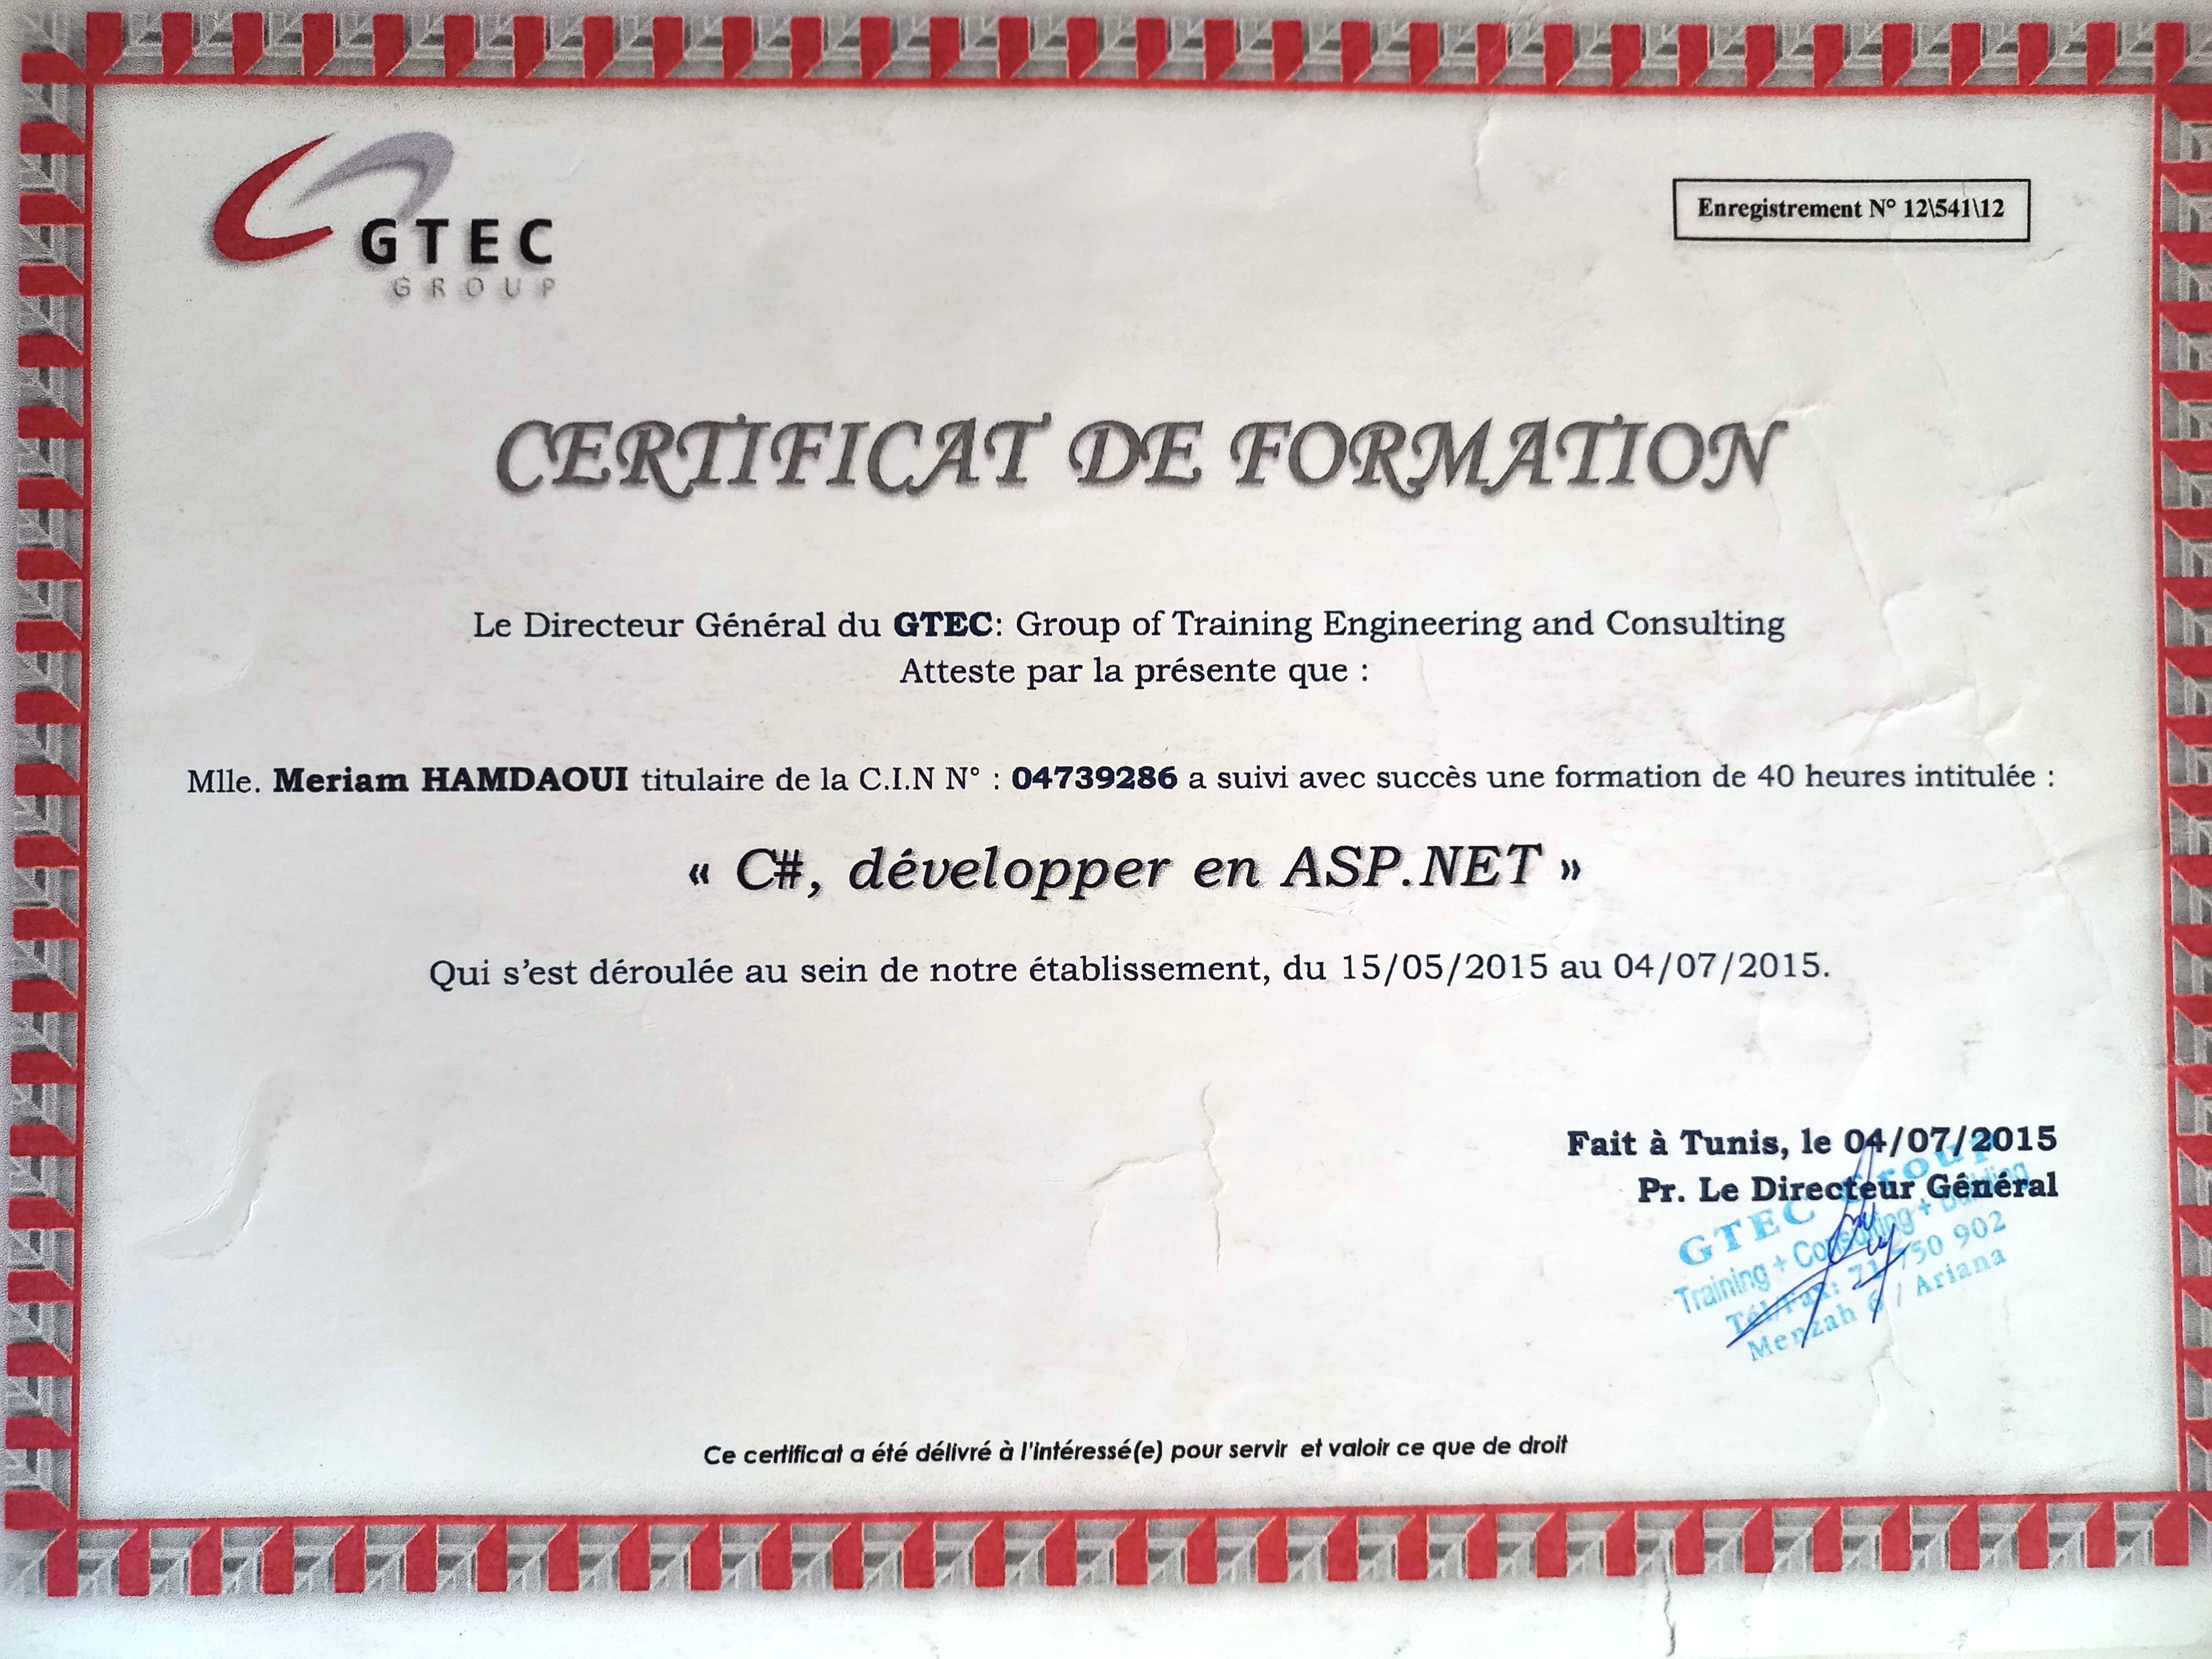 GTEC
GROUP
Enregistrement N° 12\541\12
CERTIFICAT DE FORMATION
Le Directeur Général du GTEC: Group of Training Engineering and Consulting
Atteste par la présente que :
Mlle. Meriam HAMDAOUI titulaire de la C.I.N N° : 04739286 a suivi avec succès une formation de 40 heures intitulée :
« C#, développer en ASP.NET »
Qui s'est déroulée au sein de notre établissement, du 15/05/2015 au 04/07/2015.
Fait à Tunis, le 04/07/2015
Pr. Le Directeur Général
GTEC Group
Training + Consulting +
Tél/Fax: 71 750 902
Menzah 6 / Ariana
Ce certificat a été délivré à l'intéressé(e) pour servir et valoir ce que de droit